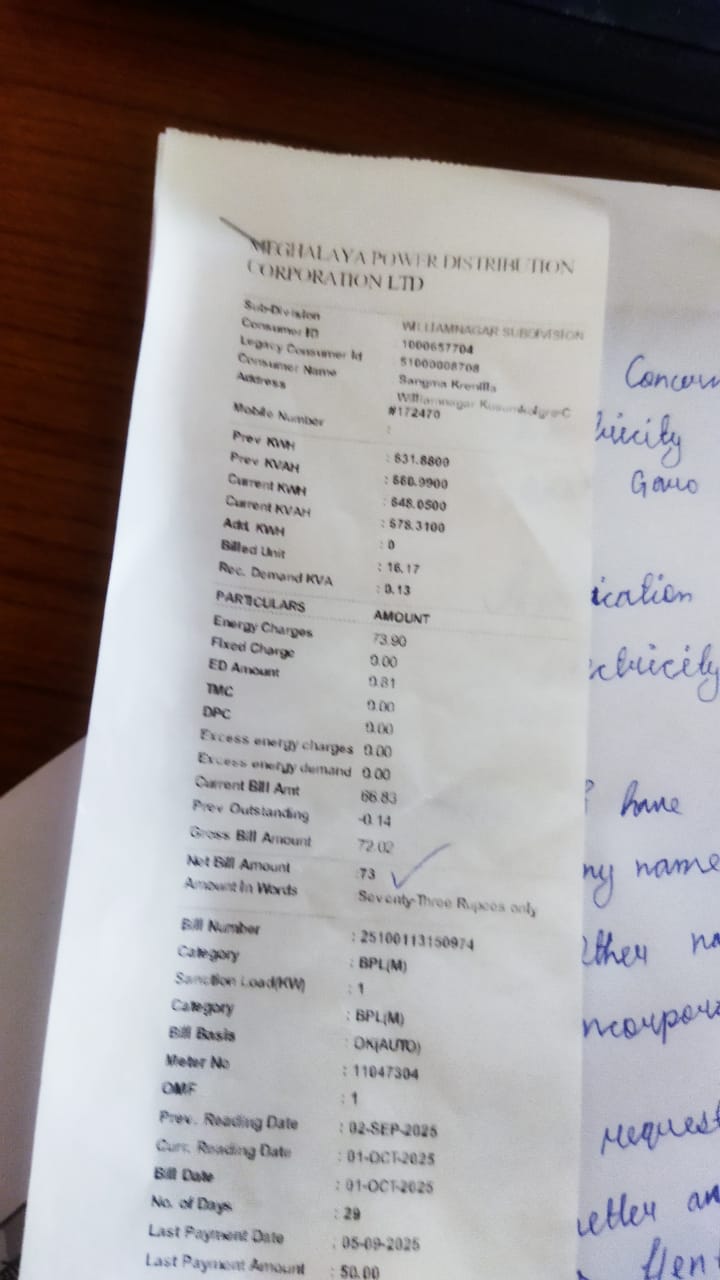 MEGHALAYA POWER DISTRIBUTION
CORPORATION LTD
Sub-Division WILLIAMNAGAR SUBDIVISION
Consumer ID : 1000657704
Legacy Consumer Id : 51000008708
Consumer Name : Sangma Krenilla
Address : Williamnagar
#172470
Mobile Number :
Prev KWH : 631.8800
Prev KVAH : 660.9900
Current KWH : 648.0500
Current KVAH : 678.3100
Add. KWH : 0
Billed Unit : 16.17
Rec. Demand KVA : 0.13
PARTICULARS AMOUNT
Energy Charges 73.90
Fixed Charge 0.00
ED Amount 0.81
TMC 0.00
DPC 0.00
Excess energy charges 0.00
Excess energy demand 0.00
Current Bill Amt 66.83
Prev Outstanding -0.14
Gross Bill Amount 72.02
Net Bill Amount :73
Amount In Words Seventy-Three Rupees only
Bill Number : 25100113150974
Category : BPL(M)
Sanction Load(KW) : 1
Category : BPL(M)
Bill Basis : OK(AUTO)
Meter No : 11047304
OMF : 1
Prev. Reading Date : 02-SEP-2025
Curr. Reading Date : 01-OCT-2025
Bill Date : 01-OCT-2025
No. of Days : 29
Last Payment Date : 05-09-2025
Last Payment Amount : 50.00
Concern
tricity
Garo
ication
ectricity
have
my name
ther na
ncorpora
request
letter an